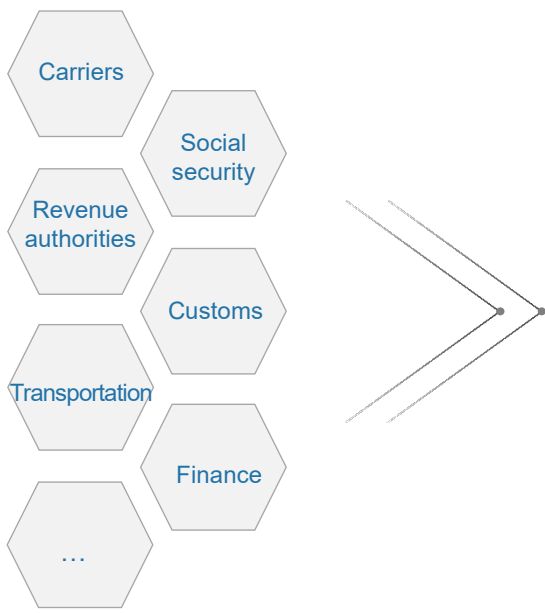 Carriers
Social
security
Revenue
authorities
Customs
Transportation
Finance
...